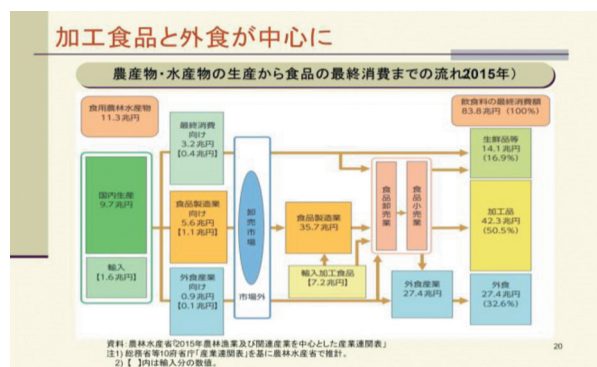 加工食品と外食が中心に
農産物・水産物の生産から食品の最終消費までの流れ2015年）
食用農林水産物
11.3兆円
飲食料の最終消費額
83.8兆円（100%）
国内生産
9.7兆円
輸入
【1.6兆円】
最終消費
向け
3.2兆円
【0.4兆円】
食品製造業
向け
5.6兆円
【1.1兆円】
外食産業
向け
0.9兆円
【0.1兆円】
卸売市場
市場外
食品製造業
35.7兆円
輸入加工食品
【7.2兆円】
食品卸売業
食品小売業
外食産業
27.4兆円
生鮮品等
14.1兆円
（16.9%）
加工品
42.3兆円
（50.5%）
外食
27.4兆円
（32.6%）
資料：農林水産省「2015年農林漁業及び関連産業を中心とした産業連関表」
注1）総務省等10府省庁「産業連関表」を基に農林水産省で推計。
2）【　】内は輸入分の数値。
20